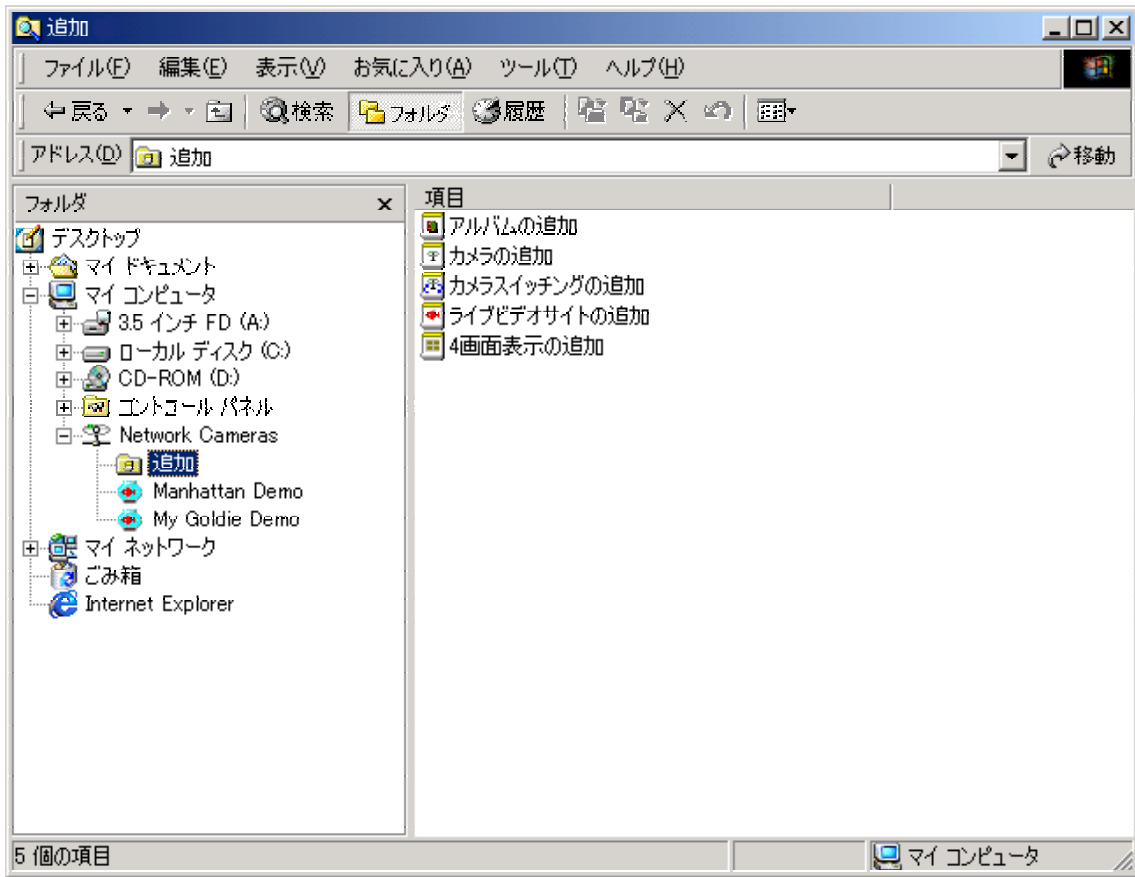 追加
ファイル(F) 編集(E) 表示(V) お気に入り(A) ツール(T) ヘルプ(H)
戻る 検索 フォルダ 履歴
アドレス(D) 追加 移動
フォルダ
デスクトップ
マイ ドキュメント
マイ コンピュータ
3.5 インチ FD (A:)
ローカル ディスク (C:)
CD-ROM (D:)
コントロール パネル
Network Cameras
追加
Manhattan Demo
My Goldie Demo
マイ ネットワーク
ごみ箱
Internet Explorer
項目
アルバムの追加
カメラの追加
カメラスイッチングの追加
ライブビデオサイトの追加
4画面表示の追加
5 個の項目
マイ コンピュータ